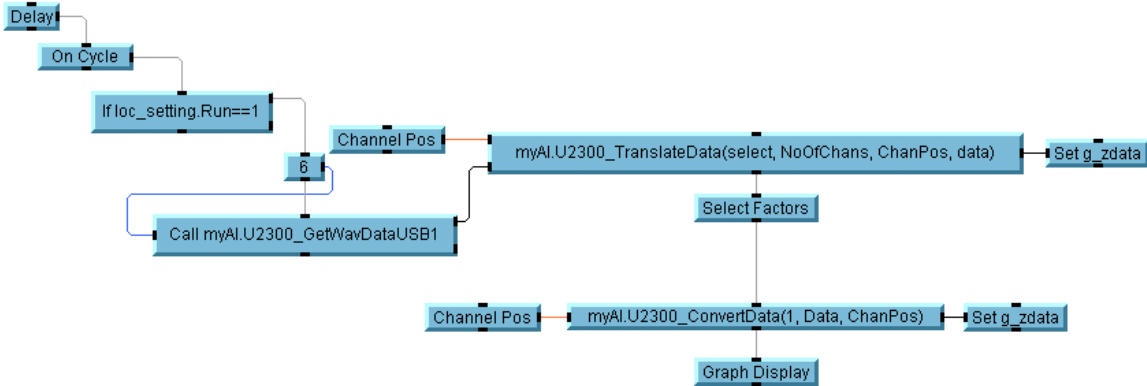 Delay
On Cycle
If loc_setting.Run==1
Channel Pos
myAI.U2300_TranslateData(select, NoOfChans, ChanPos, data)
Set g_zdata
6
Select Factors
Call myAI.U2300_GetWavDataUSB1
Channel Pos
myAI.U2300_ConvertData(1, Data, ChanPos)
Set g_zdata
Graph Display